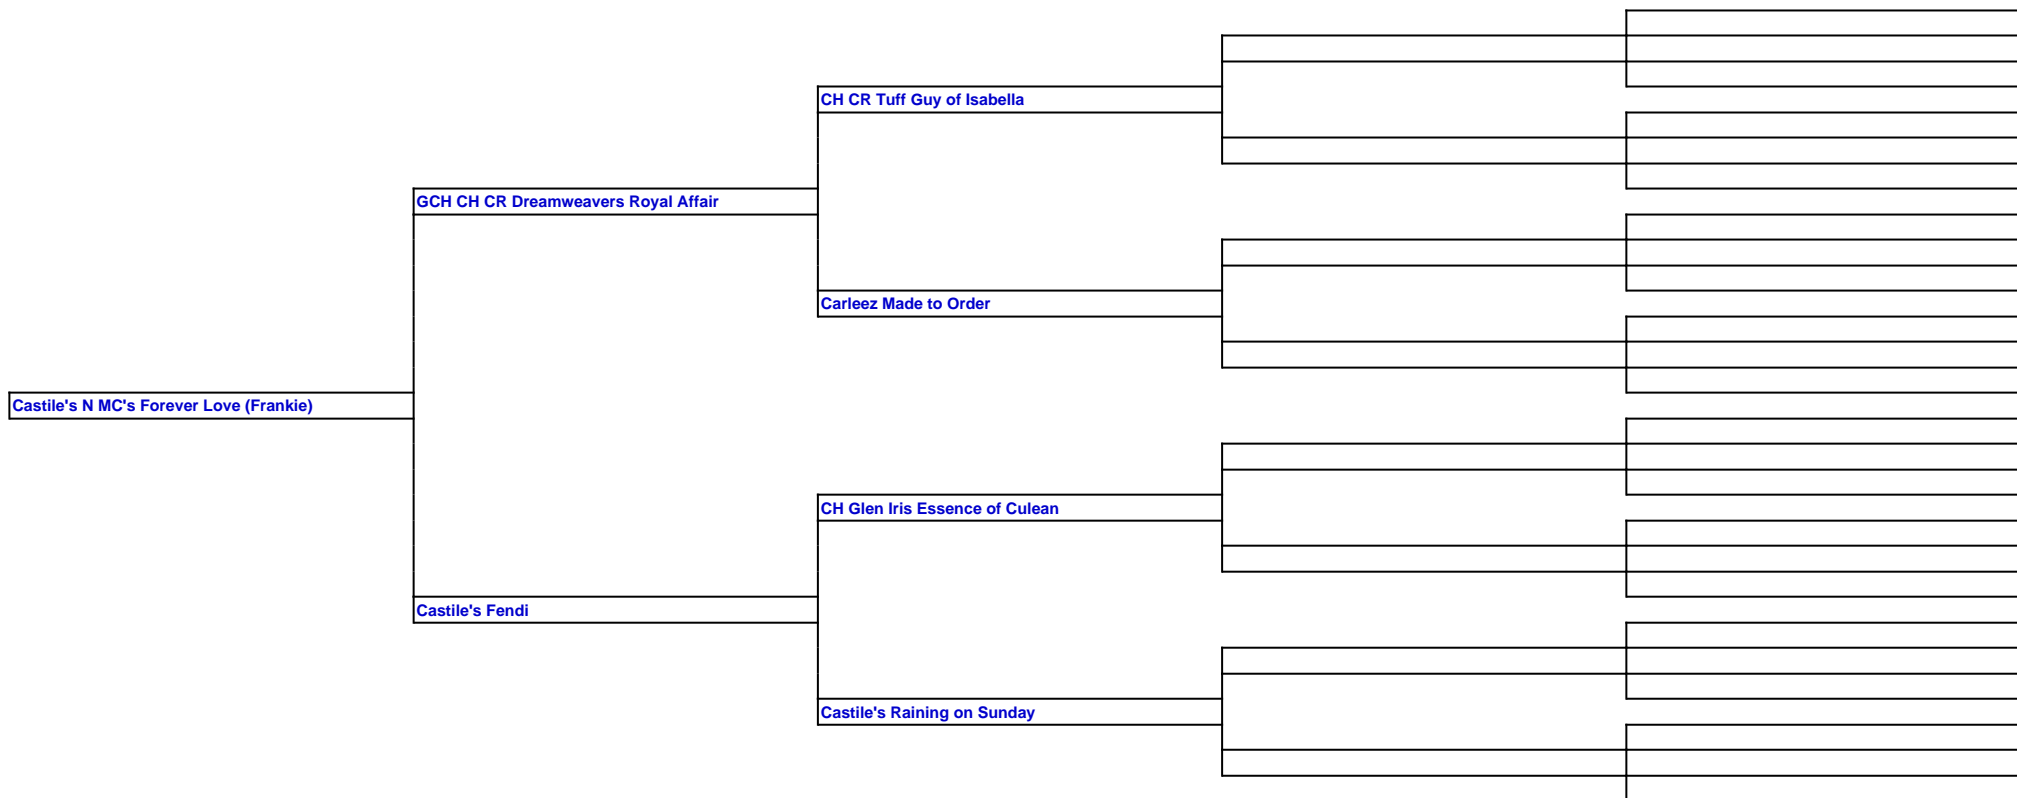 CH CR Tuff Guy of Isabella
GCH CH CR Dreamweavers Royal Affair
Carleez Made to Order
Castile's N MC's Forever Love (Frankie)
CH Glen Iris Essence of Culean
Castile's Fendi
Castile's Raining on Sunday